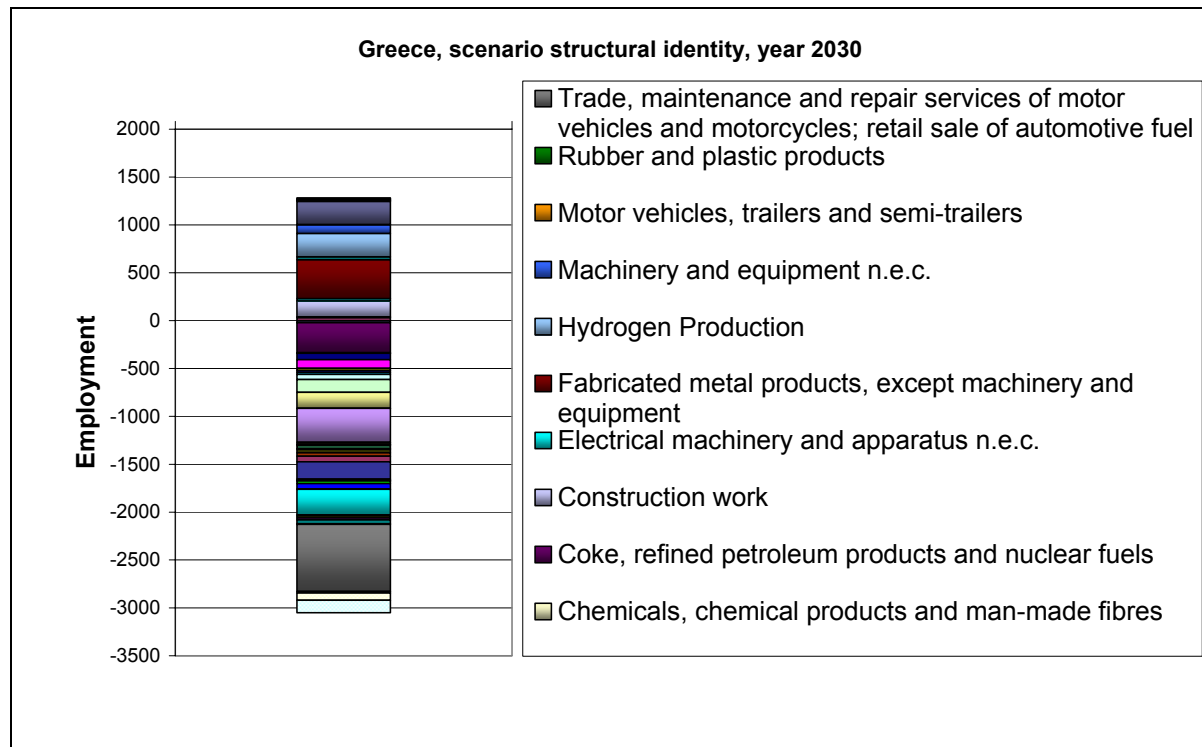 Greece, scenario structural identity, year 2030
2000
1500
1000
500
0
-500
-1000
-1500
-2000
-2500
-3000
-3500
Employment
Trade, maintenance and repair services of motor
vehicles and motorcycles; retail sale of automotive fuel
Rubber and plastic products
Motor vehicles, trailers and semi-trailers
Machinery and equipment n.e.c.
Hydrogen Production
Fabricated metal products, except machinery and
equipment
Electrical machinery and apparatus n.e.c.
Construction work
Coke, refined petroleum products and nuclear fuels
Chemicals, chemical products and man-made fibres